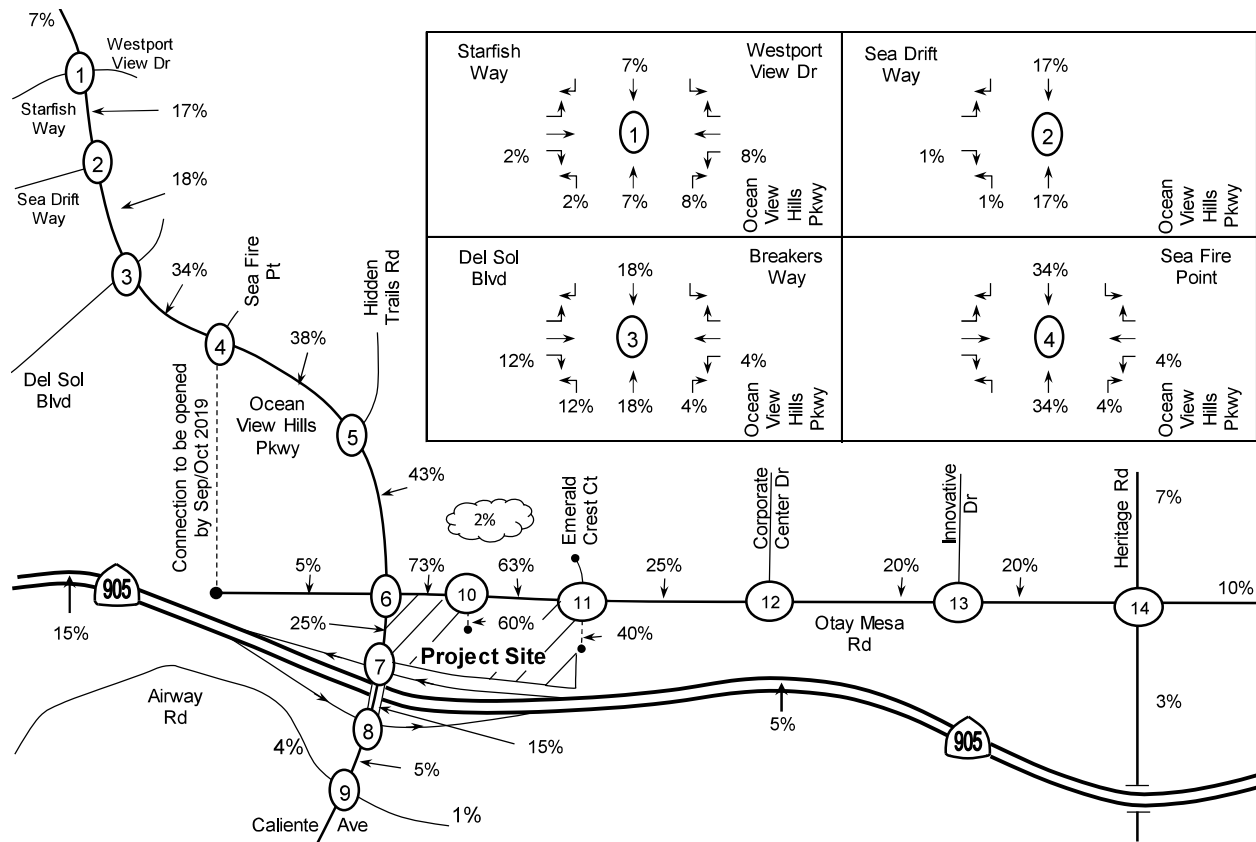 7%
Westport
View Dr
1
Starfish
Way
17%
2
Sea Drift
Way
18%
3
Del Sol
Blvd
34%
Sea Fire
Pt
4
38%
Hidden
Trails Rd
Connection to be opened
by Sep/Oct 2019
Ocean
View Hills
Pkwy
5
43%
Starfish
Way
Westport
View Dr
7%
1
2%
8%
2%
7%
8%
Ocean
View
Hills
Pkwy
Sea Drift
Way
17%
2
1%
1%
17%
Ocean
View
Hills
Pkwy
Del Sol
Blvd
Breakers
Way
18%
3
12%
4%
12%
18%
4%
Ocean
View
Hills
Pkwy
Sea Fire
Point
34%
4
4%
34%
4%
Ocean
View
Hills
Pkwy
2%
Emerald
Crest Ct
Corporate
Center Dr
Innovative
Dr
Heritage Rd
7%
905
5%
73%
63%
25%
20%
20%
10%
6
10
11
12
13
14
15%
25%
60%
40%
Otay Mesa
Rd
Project Site
7
Airway
Rd
8
15%
5%
905
3%
4%
5%
9
1%
Caliente Ave